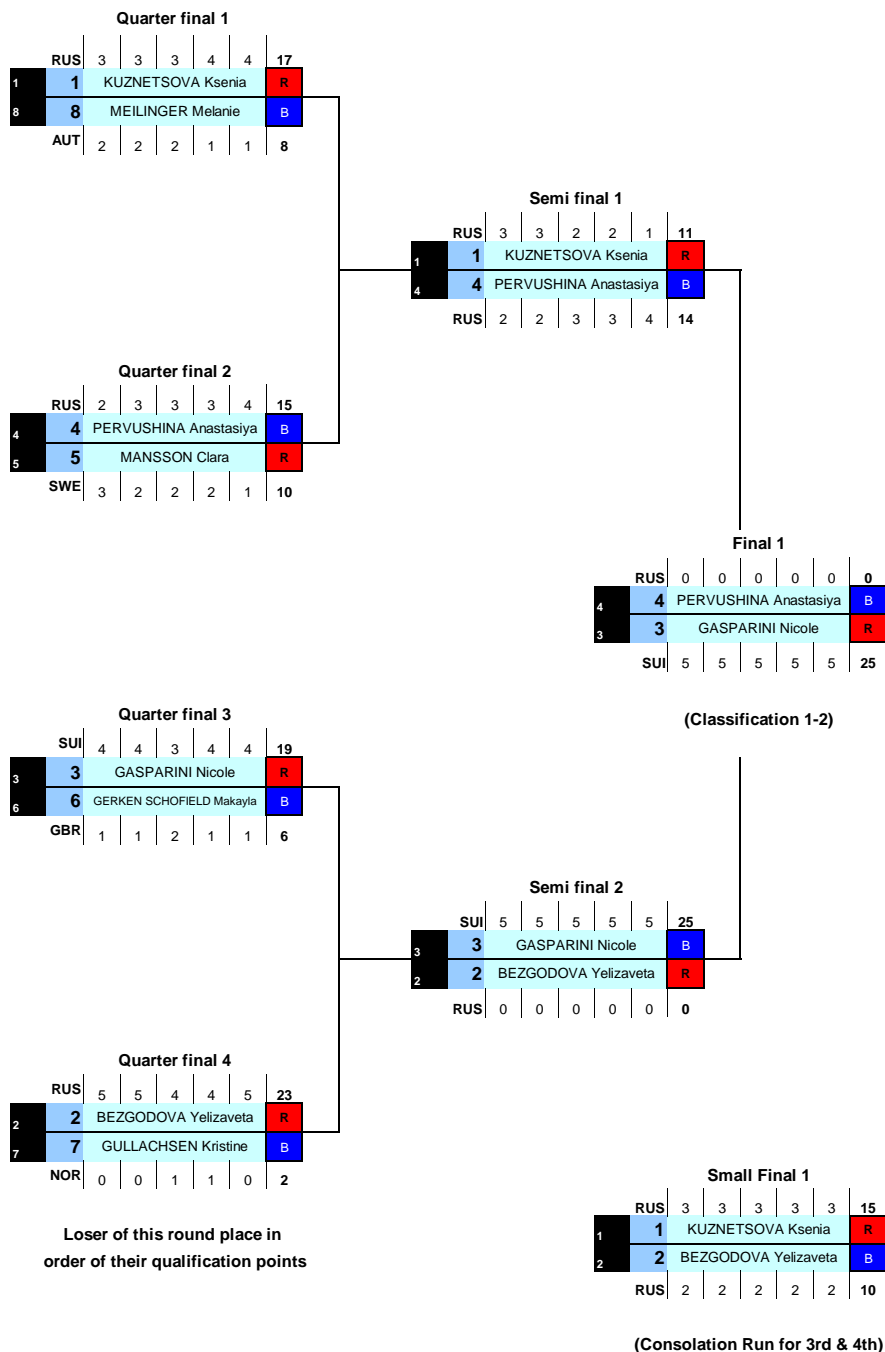 Quarter final 1
RUS 3 3 3 4 4 17
1 1 KUZNETSOVA Ksenia R
8 8 MEILINGER Melanie B
AUT 2 2 2 1 1 8
Semi final 1
RUS 3 3 2 2 1 11
1 1 KUZNETSOVA Ksenia R
4 4 PERVUSHINA Anastasiya B
RUS 2 2 3 3 4 14
Quarter final 2
RUS 2 3 3 3 4 15
4 4 PERVUSHINA Anastasiya B
5 5 MANSSON Clara R
SWE 3 2 2 2 1 10
Final 1
RUS 0 0 0 0 0 0
4 4 PERVUSHINA Anastasiya B
3 3 GASPARINI Nicole R
SUI 5 5 5 5 5 25
(Classification 1-2)
Quarter final 3
SUI 4 4 3 4 4 19
3 3 GASPARINI Nicole R
6 6 GERKEN SCHOFIELD Makayla B
GBR 1 1 2 1 1 6
Semi final 2
SUI 5 5 5 5 5 25
3 3 GASPARINI Nicole B
2 2 BEZGODOVA Yelizaveta R
RUS 0 0 0 0 0 0
Quarter final 4
RUS 5 5 4 4 5 23
2 2 BEZGODOVA Yelizaveta R
7 7 GULLACHSEN Kristine B
NOR 0 0 1 1 0 2
Loser of this round place in
order of their qualification points
Small Final 1
RUS 3 3 3 3 3 15
1 1 KUZNETSOVA Ksenia R
2 2 BEZGODOVA Yelizaveta B
RUS 2 2 2 2 2 10
(Consolation Run for 3rd & 4th)